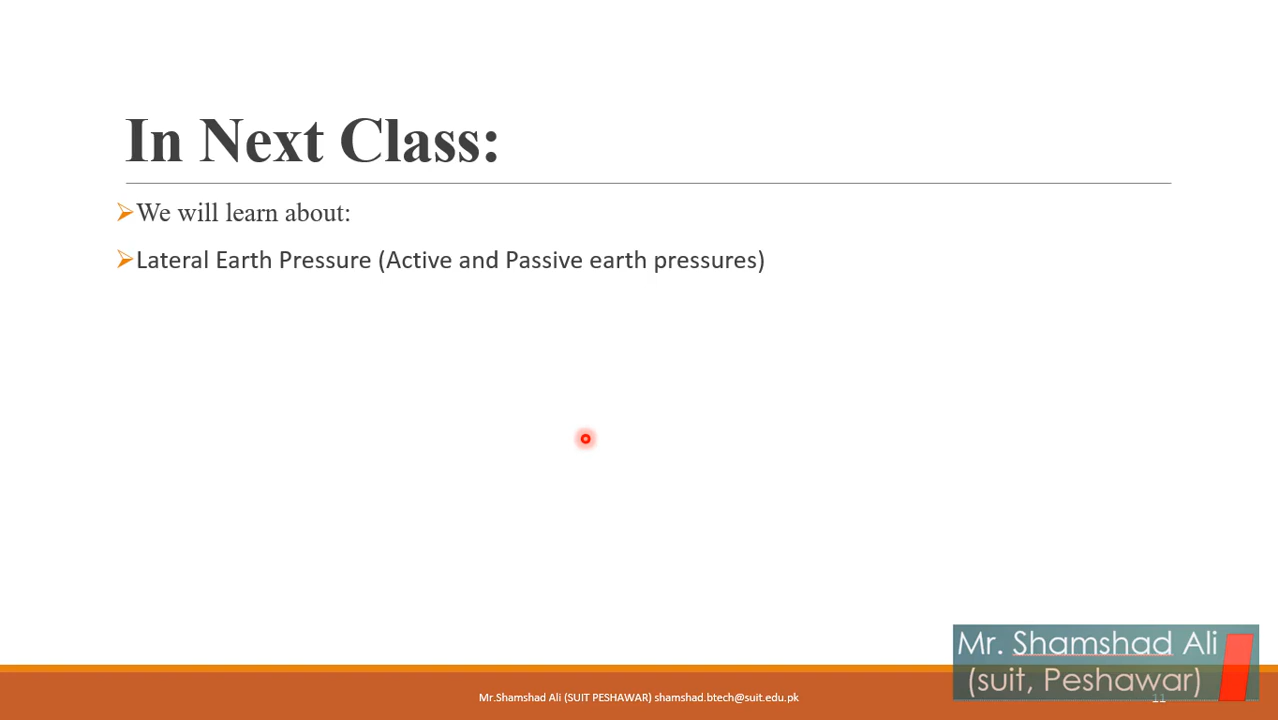 In Next Class:
We will learn about:
Lateral Earth Pressure (Active and Passive earth pressures)
Mr. Shamshad Ali
(suit, Peshawar)
Mr.Shamshad Ali (SUIT PESHAWAR) shamshad.btech@suit.edu.pk
11